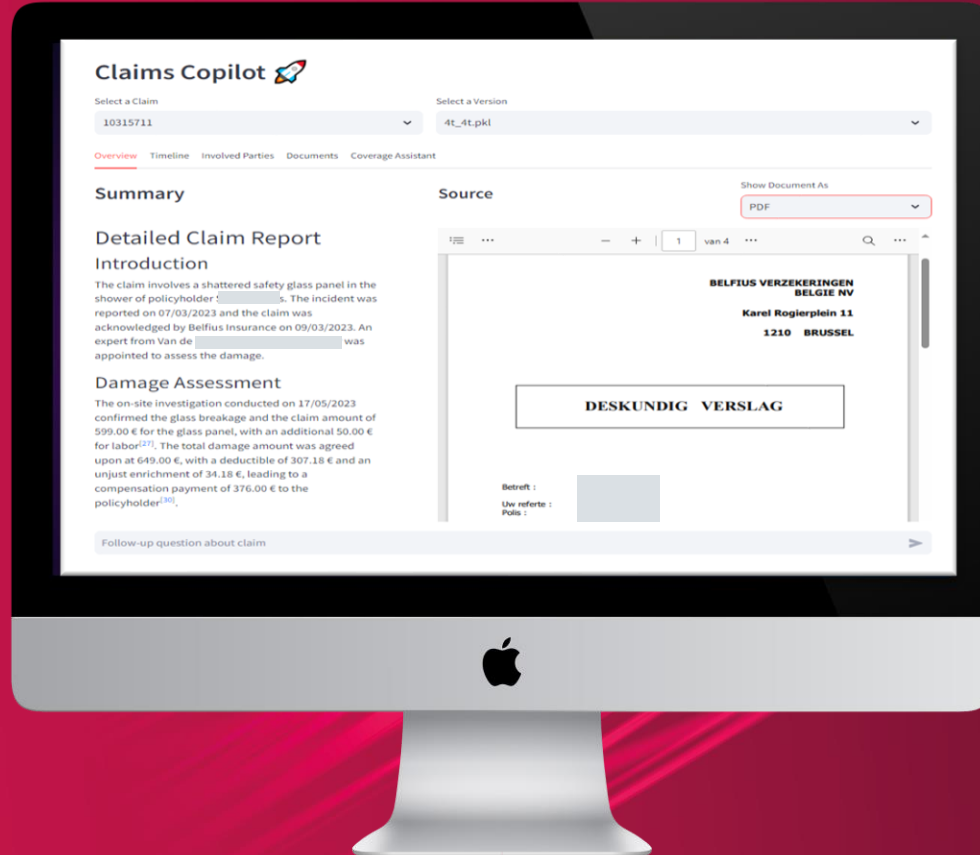 Claims Copilot 🚀
Select a Claim
10315711
Select a Version
4t_4t.pkl
Overview Timeline Involved Parties Documents Coverage Assistant
Summary
Detailed Claim Report
Introduction
The claim involves a shattered safety glass panel in the
shower of policyholder s. The incident was
reported on 07/03/2023 and the claim was
acknowledged by Belfius Insurance on 09/03/2023. An
expert from Van de was
appointed to assess the damage.
Damage Assessment
The on-site investigation conducted on 17/05/2023
confirmed the glass breakage and the claim amount of
599.00 € for the glass panel, with an additional 50.00 €
for labor[27]. The total damage amount was agreed
upon at 649.00 €, with a deductible of 307.18 € and an
unjust enrichment of 34.18 €, leading to a
compensation payment of 376.00 € to the
policyholder[30].
Source
Show Document As
PDF
1 van 4
BELFIUS VERZEKERINGEN
BELGIE NV
Karel Rogierplein 11
1210 BRUSSEL
DESKUNDIG VERSLAG
Betreft :
Uw referte :
Polis :
Follow-up question about claim